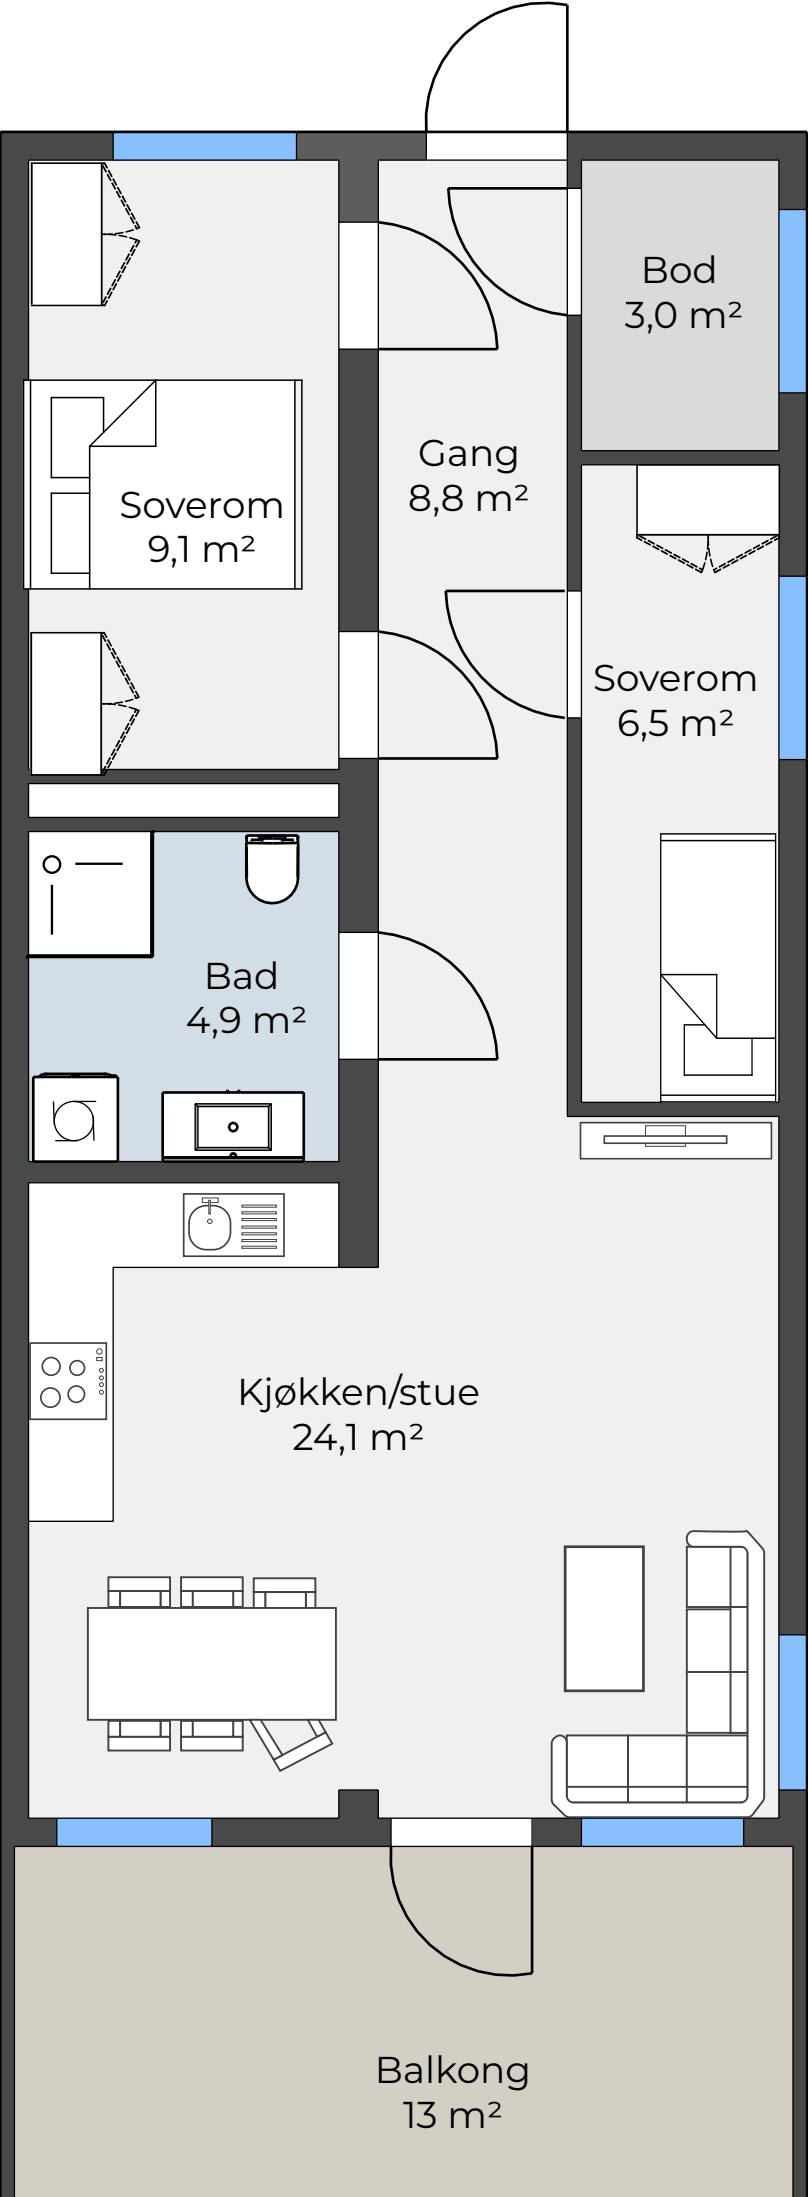 Bod
3,0 m²
Gang
8,8 m²
Soverom
9,1 m²
Soverom
6,5 m²
Bad
4,9 m²
Kjøkken/stue
24,1 m²
Balkong
13 m²